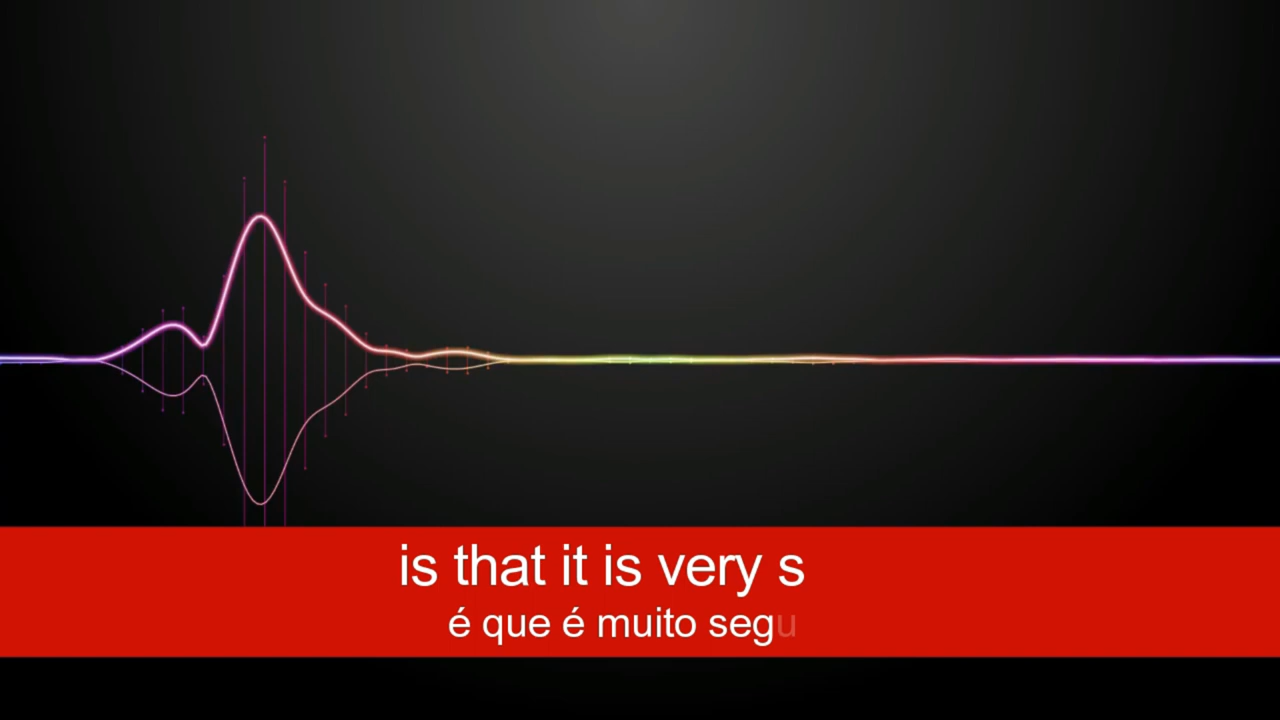 is that it is very s
é que é muito segu